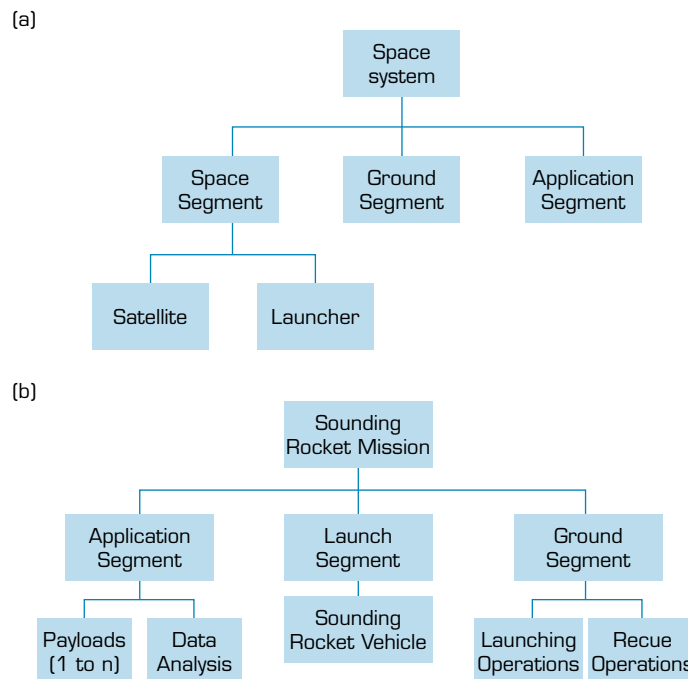 (a)
Space
system
Space
Segment
Ground
Segment
Application
Segment
Satellite
Launcher
(b)
Sounding
Rocket Mission
Application
Segment
Launch
Segment
Ground
Segment
Payloads
(1 to n)
Data
Analysis
Sounding
Rocket Vehicle
Launching
Operations
Recue
Operations